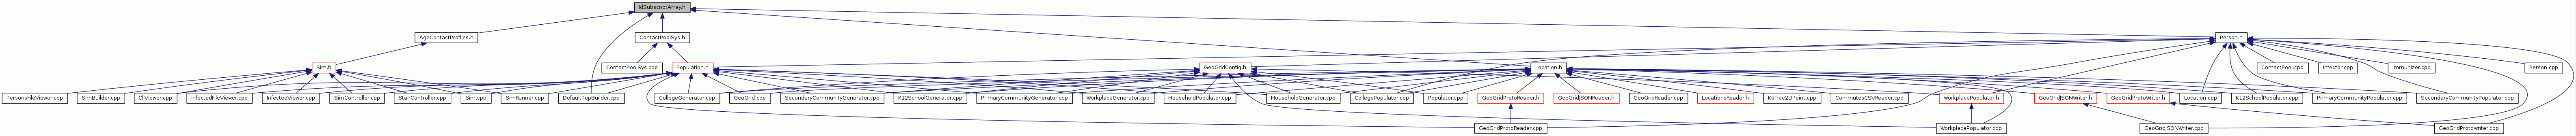 IdSubscriptArray.h
AgeContactProfiles.h
ContactPoolSys.h
Person.h
Sim.h
ContactPoolSys.cpp
Population.h
GeoGridConfig.h
Location.h
ContactPool.cpp
Infector.cpp
Immunizer.cpp
Person.cpp
PersonsFileViewer.cpp
SimBuilder.cpp
CliViewer.cpp
InfectedFileViewer.cpp
InfectedViewer.cpp
SimController.cpp
StanController.cpp
Sim.cpp
SimRunner.cpp
DefaultPopBuilder.cpp
CollegeGenerator.cpp
GeoGrid.cpp
SecondaryCommunityGenerator.cpp
K12SchoolGenerator.cpp
PrimaryCommunityGenerator.cpp
WorkplaceGenerator.cpp
HouseholdPopulator.cpp
HouseholdGenerator.cpp
CollegePopulator.cpp
Populator.cpp
GeoGridProtoReader.h
GeoGridJSONReader.h
GeoGridReader.cpp
LocationsReader.h
KdTree2DPoint.cpp
CommutesCSVReader.cpp
WorkplacePopulator.h
GeoGridJSONWriter.h
GeoGridProtoWriter.h
Location.cpp
K12SchoolPopulator.cpp
PrimaryCommunityPopulator.cpp
SecondaryCommunityPopulator.cpp
GeoGridProtoReader.cpp
WorkplacePopulator.cpp
GeoGridJSONWriter.cpp
GeoGridProtoWriter.cpp